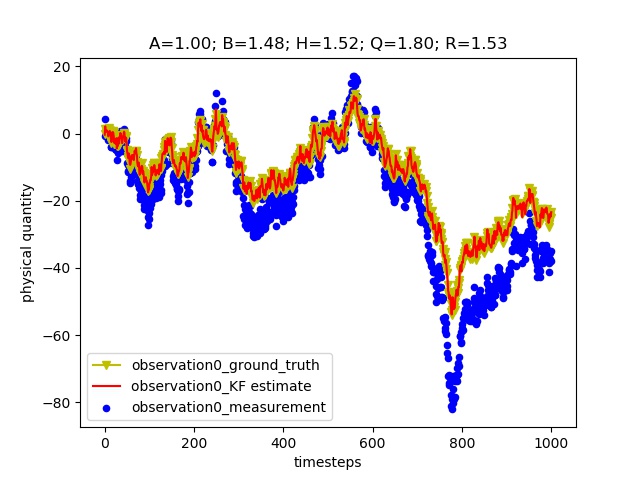 A=1.00; B=1.48; H=1.52; Q=1.80; R=1.53
20
0
−20
−40
−60
−80
physical quantity
observation0_ground_truth
observation0_KF estimate
observation0_measurement
0 200 400 600 800 1000
timesteps